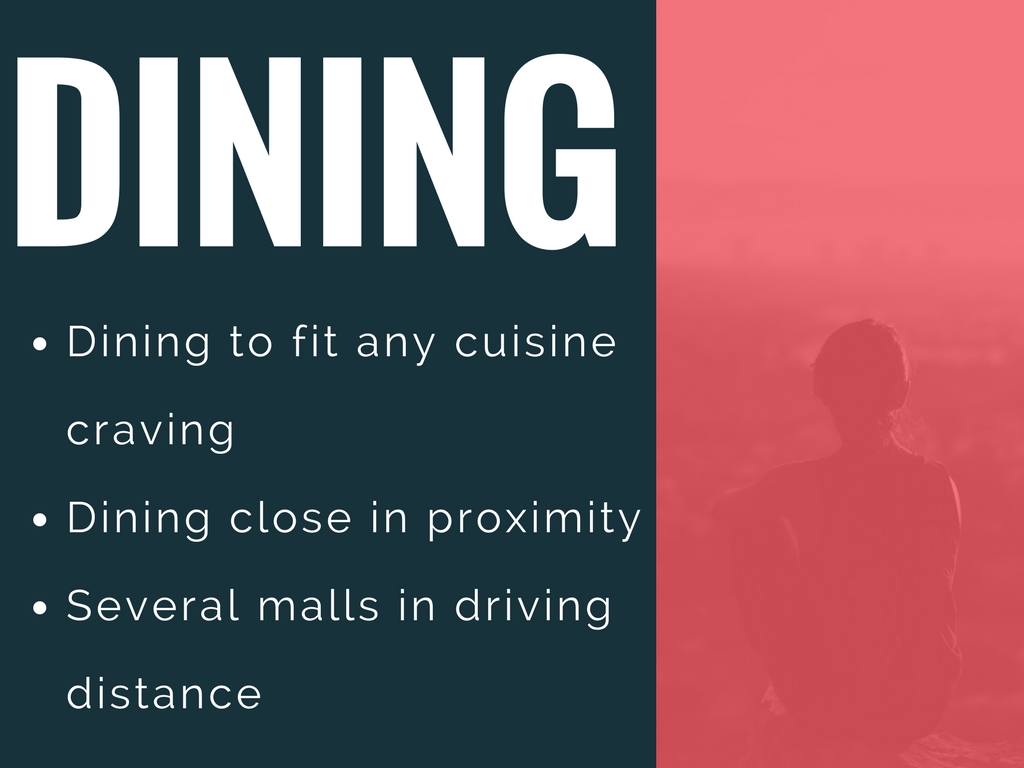 DINING
• Dining to fit any cuisine
craving
• Dining close in proximity
• Several malls in driving
distance